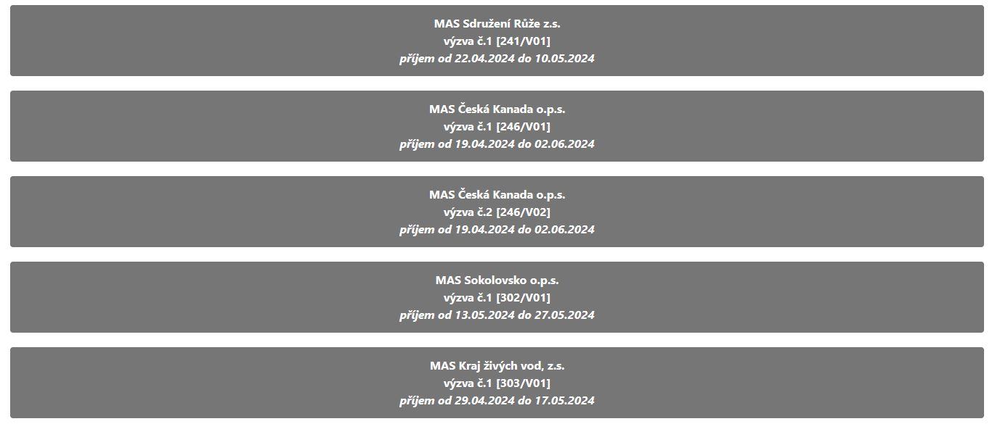 MAS Sdružení Růže z.s.
výzva č.1 [241/V01]
příjem od 22.04.2024 do 10.05.2024
MAS Česká Kanada o.p.s.
výzva č.1 [246/V01]
příjem od 19.04.2024 do 02.06.2024
MAS Česká Kanada o.p.s.
výzva č.2 [246/V02]
příjem od 19.04.2024 do 02.06.2024
MAS Sokolovsko o.p.s.
výzva č.1 [302/V01]
příjem od 13.05.2024 do 27.05.2024
MAS Kraj živých vod, z.s.
výzva č.1 [303/V01]
příjem od 29.04.2024 do 17.05.2024